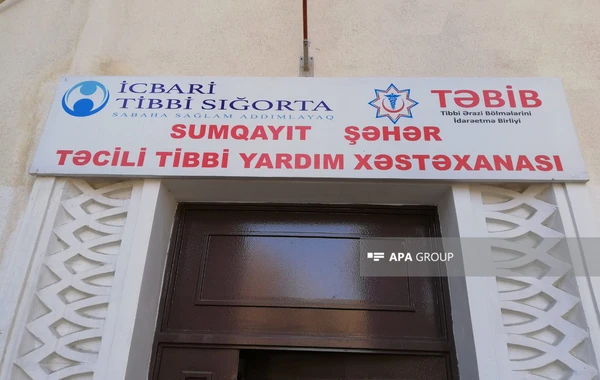 İCBARİ
TİBBİ SIĞORTA
SABAHA SAĞLAM ADDIMLAYAQ
TƏBİB
Tibbi Ərazi Bölmələrini
İdarəetmə Birliyi
SUMQAYIT ŞƏHƏR
TƏCİLİ TİBBİ YARDIM XƏSTƏXANASI
APA GROUP